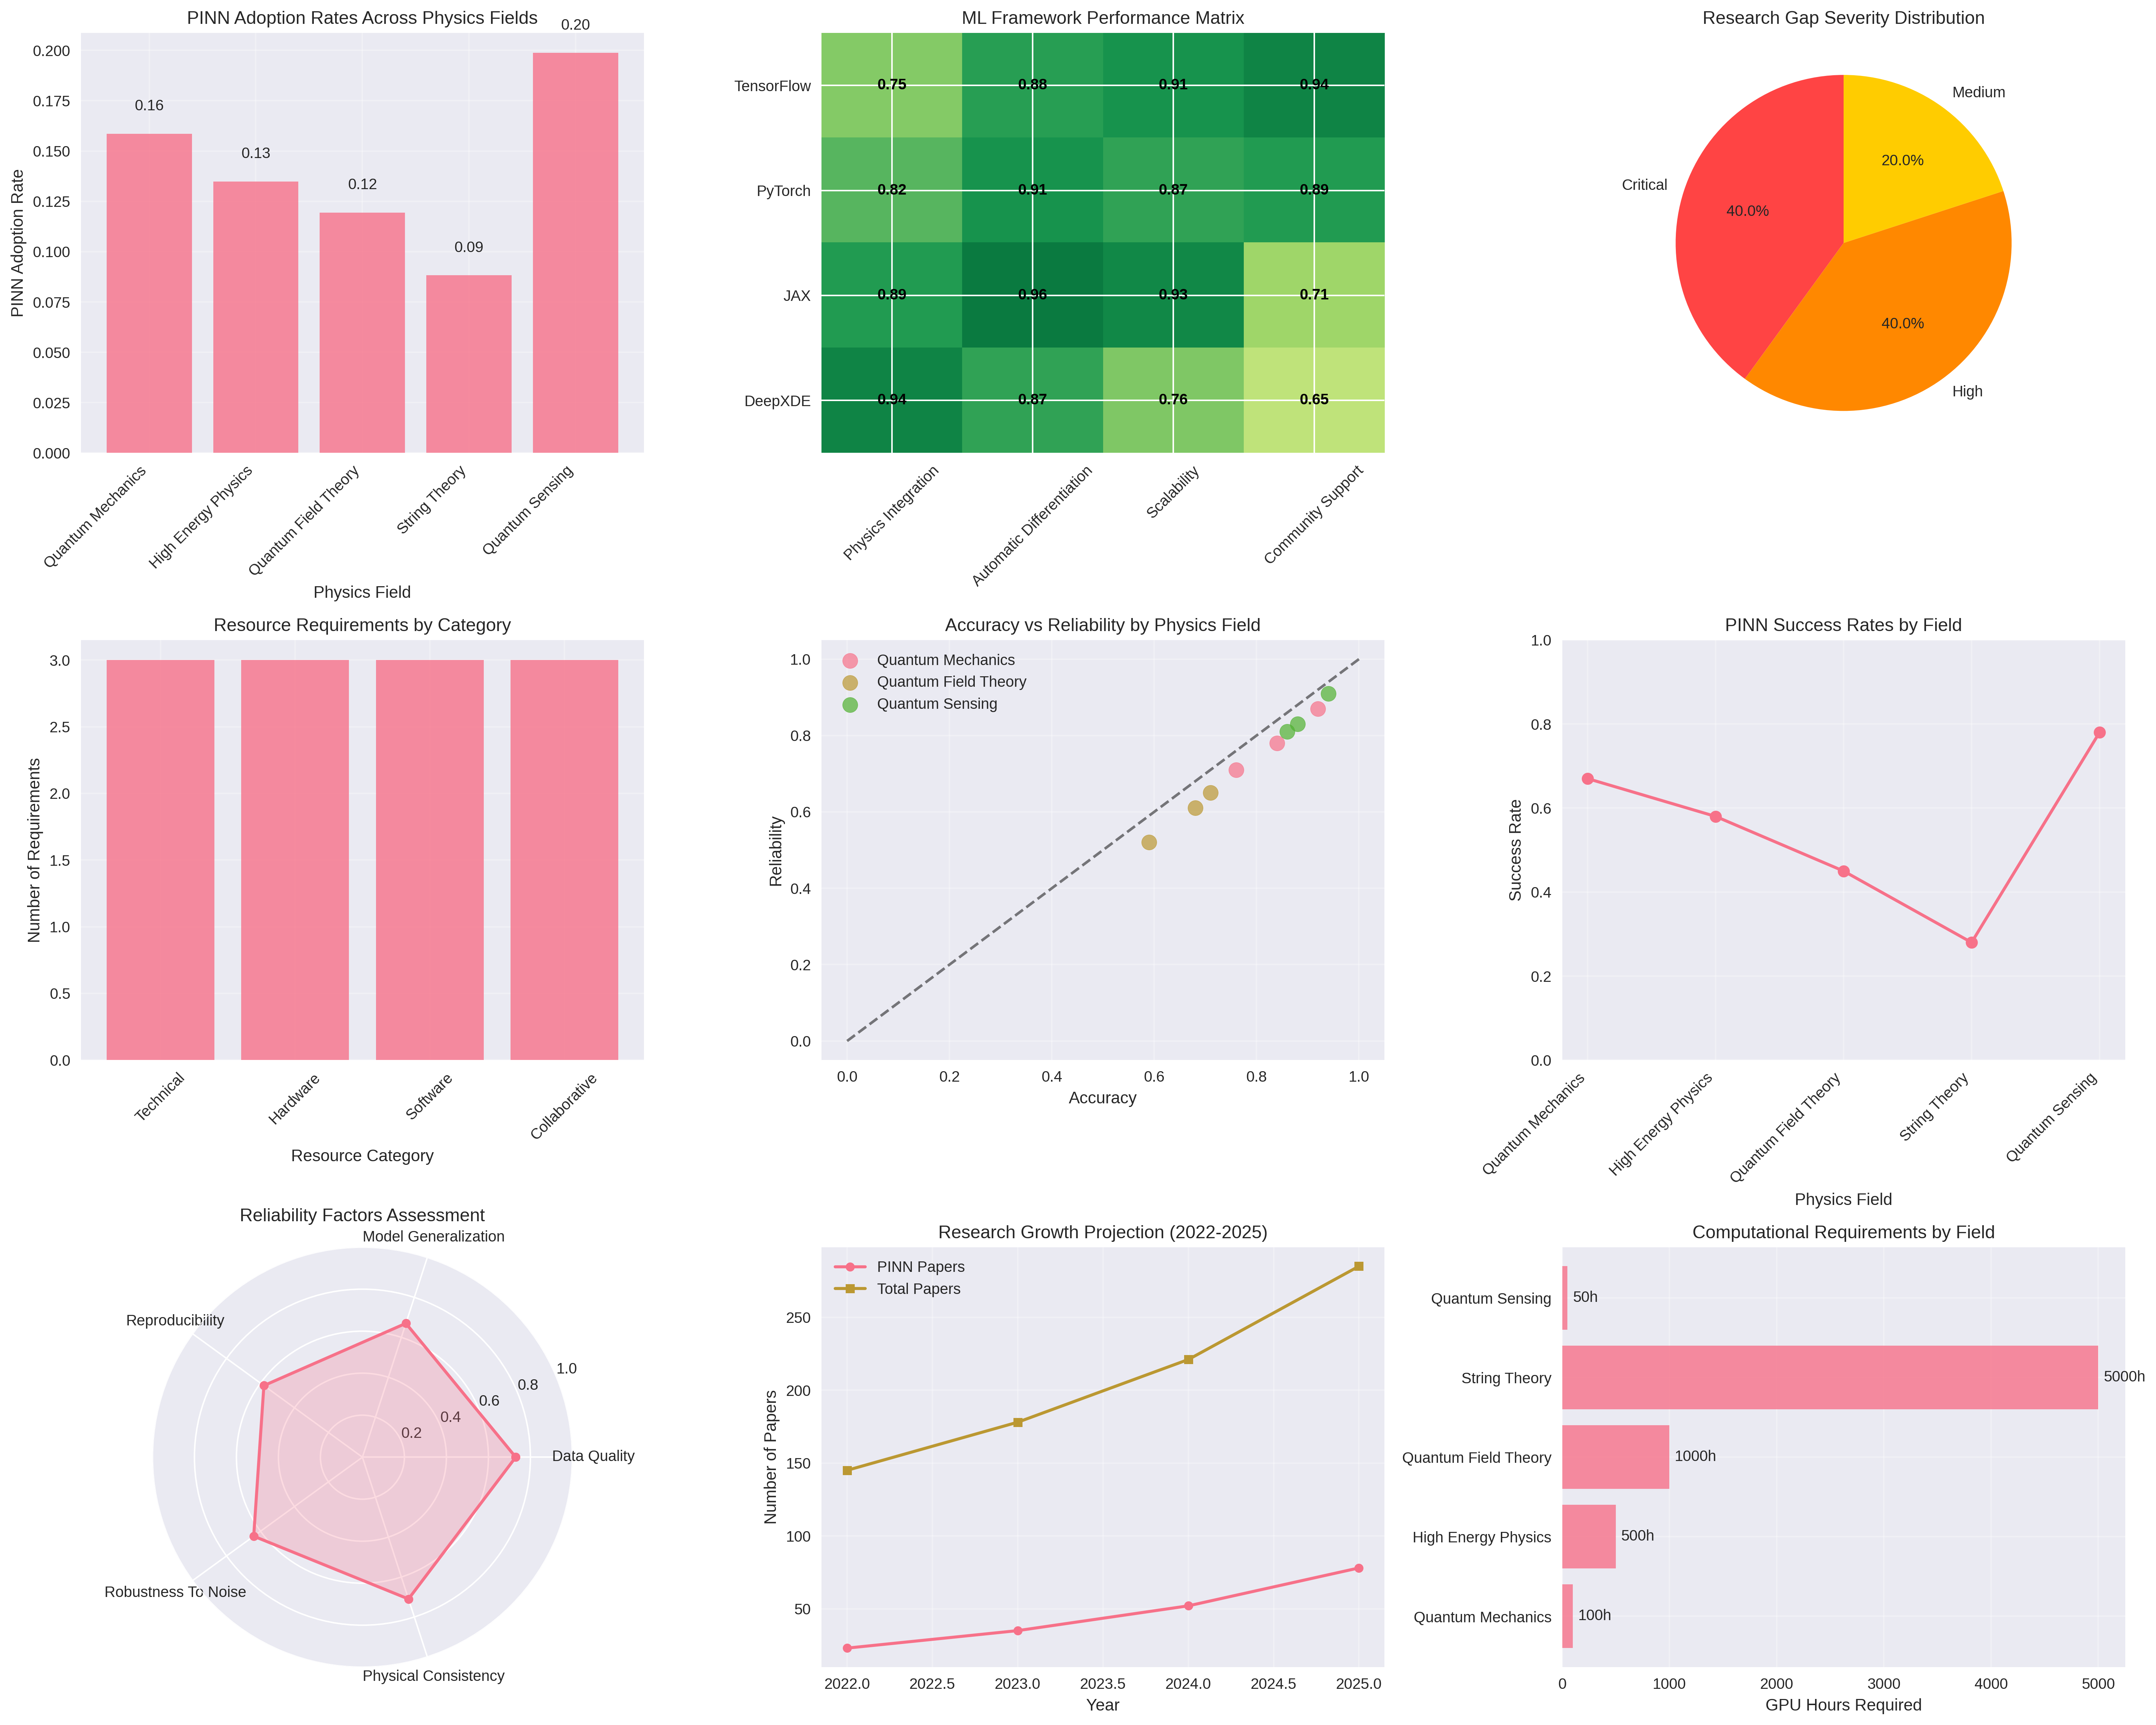 PINN Adoption Rates Across Physics Fields
PINN Adoption Rate
0.200
0.175
0.150
0.125
0.100
0.075
0.050
0.025
0.000
0.16
0.13
0.12
0.09
0.20
Quantum Mechanics
High Energy Physics
Quantum Field Theory
String Theory
Quantum Sensing
Physics Field
ML Framework Performance Matrix
TensorFlow 0.75 0.88 0.91 0.94
PyTorch 0.82 0.91 0.87 0.89
JAX 0.89 0.96 0.93 0.71
DeepXDE 0.94 0.87 0.76 0.65
Physics Integration
Automatic Differentiation
Scalability
Community Support
Research Gap Severity Distribution
Medium
20.0%
Critical
40.0%
40.0%
High
Resource Requirements by Category
Number of Requirements
3.0
2.5
2.0
1.5
1.0
0.5
0.0
Technical
Hardware
Software
Collaborative
Resource Category
Accuracy vs Reliability by Physics Field
Quantum Mechanics
Quantum Field Theory
Quantum Sensing
Reliability
1.0
0.8
0.6
0.4
0.2
0.0
0.0 0.2 0.4 0.6 0.8 1.0
Accuracy
PINN Success Rates by Field
Success Rate
1.0
0.8
0.6
0.4
0.2
0.0
Quantum Mechanics
High Energy Physics
Quantum Field Theory
String Theory
Quantum Sensing
Physics Field
Reliability Factors Assessment
Model Generalization
Reproducibility
1.0
0.8
0.6
0.4
0.2
Data Quality
Robustness To Noise
Physical Consistency
Research Growth Projection (2022-2025)
PINN Papers
Total Papers
Number of Papers
250
200
150
100
50
2022.0 2022.5 2023.0 2023.5 2024.0 2024.5 2025.0
Year
Computational Requirements by Field
Quantum Sensing 50h
String Theory 5000h
Quantum Field Theory 1000h
High Energy Physics 500h
Quantum Mechanics 100h
0 1000 2000 3000 4000 5000
GPU Hours Required